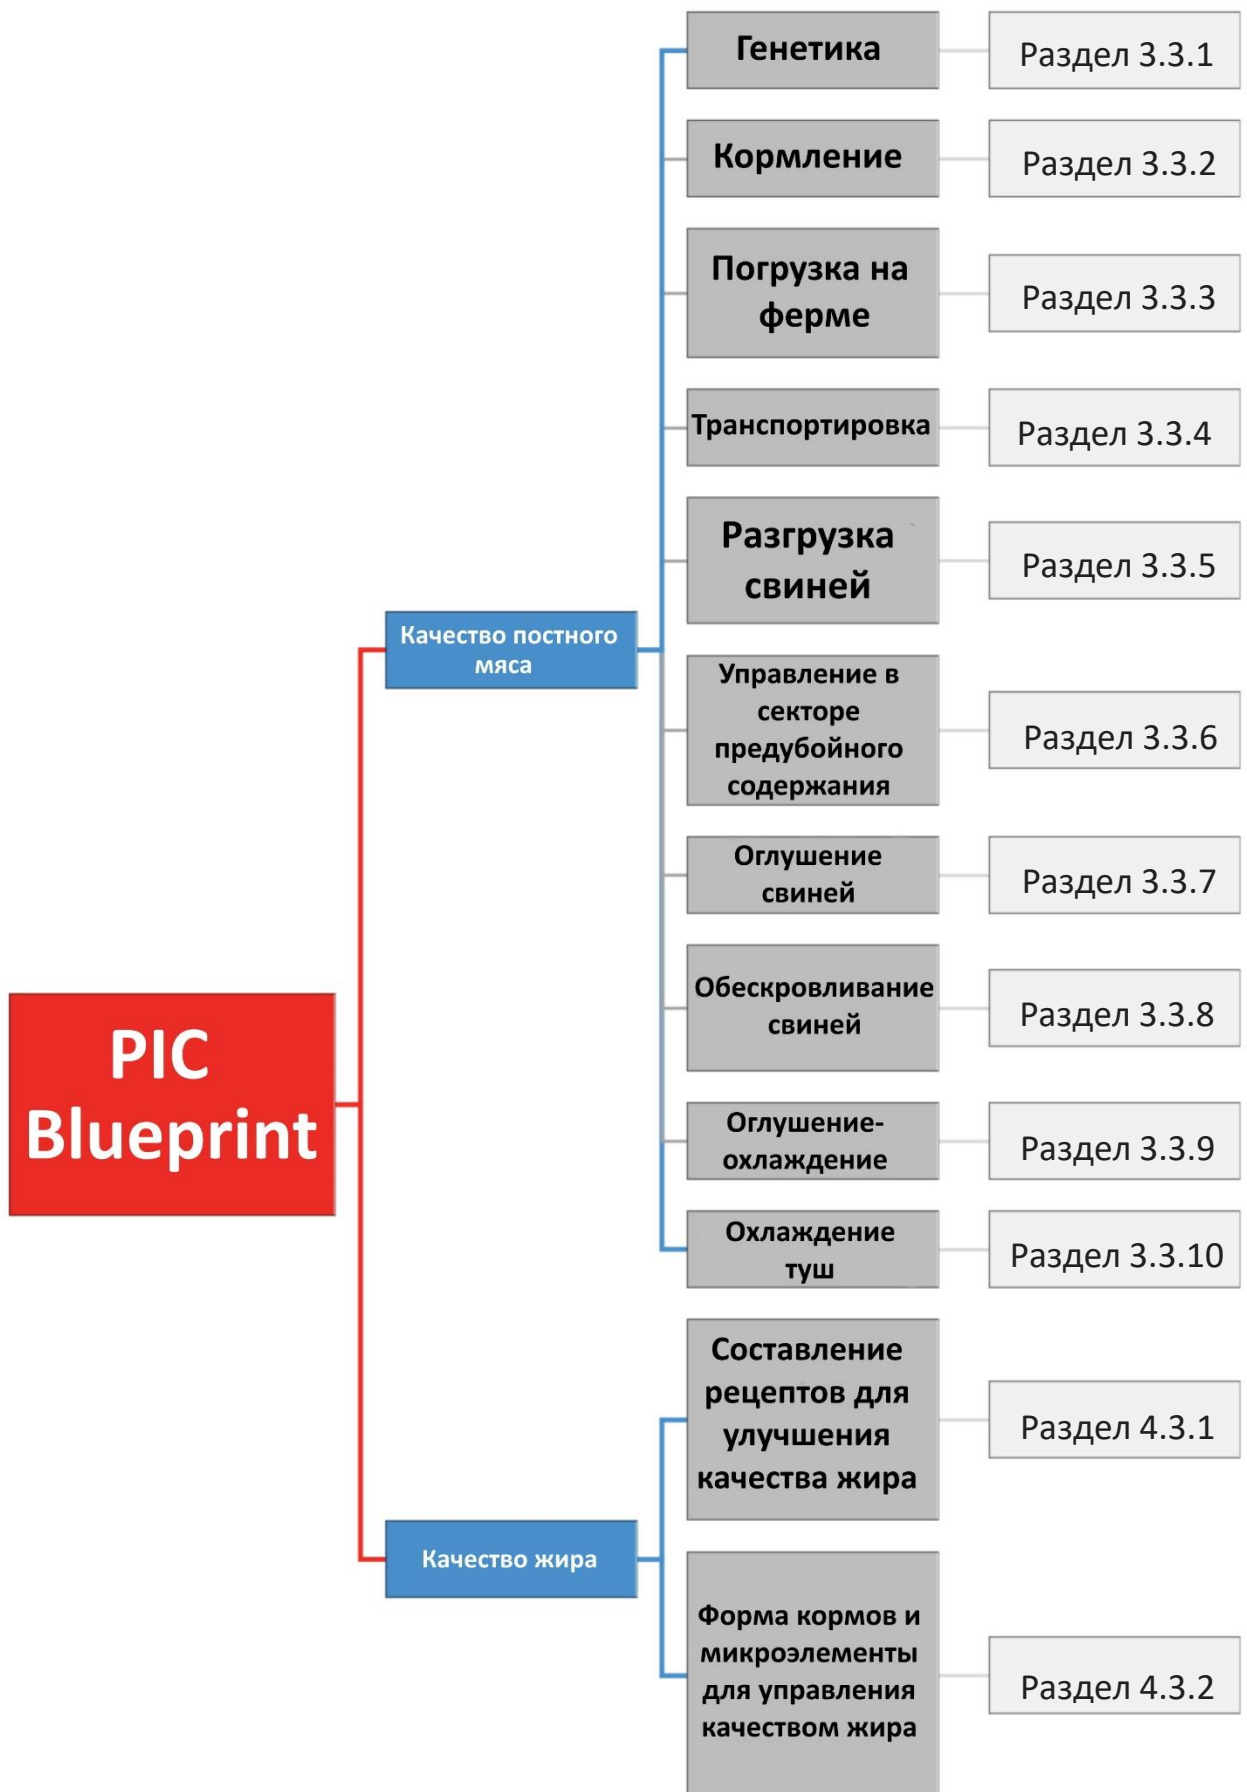 Генетика
Раздел 3.3.1
Кормление
Раздел 3.3.2
Погрузка на
ферме
Раздел 3.3.3
Транспортировка
Раздел 3.3.4
Разгрузка
свиней
Раздел 3.3.5
Качество постного
мяса
Управление в
секторе
предубойного
содержания
Раздел 3.3.6
Оглушение
свиней
Раздел 3.3.7
Обескровливание
свиней
Раздел 3.3.8
PIC
Blueprint
Оглушение-
охлаждение
Раздел 3.3.9
Охлаждение
туш
Раздел 3.3.10
Составление
рецептов для
улучшения
качества жира
Раздел 4.3.1
Качество жира
Форма кормов и
микроэлементы
для управления
качеством жира
Раздел 4.3.2